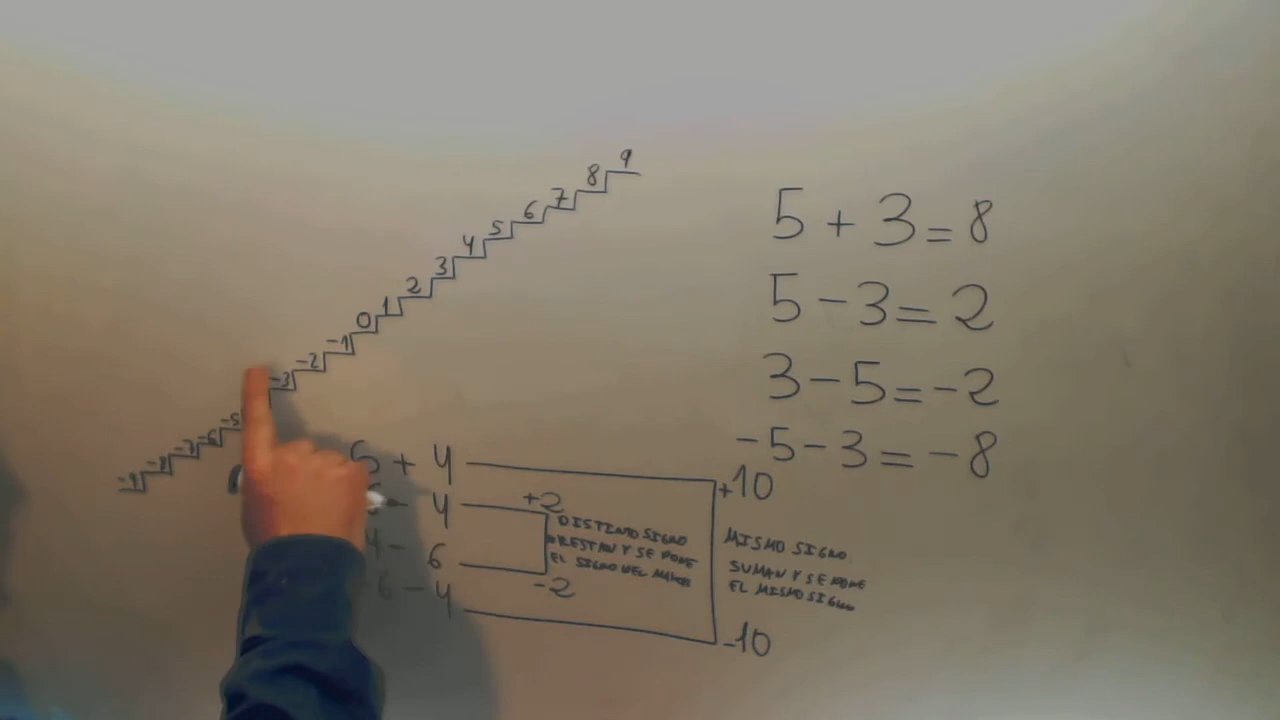 9
8
7
6
5
4
3
2
1
0
-1
-2
-3
-5
-6
-7
-8
-9
5 + 3 = 8
5 - 3 = 2
3 - 5 = -2
-5 - 3 = -8
6 + 4
+10
- 4
+2
4 - 6
-2
-6 - 4
-10
DISTINTO SIGNO
RESTAN Y SE PONE
EL SIGNO DEL MAYOR
MISMO SIGNO
SUMAN Y SE PONE
EL MISMO SIGNO